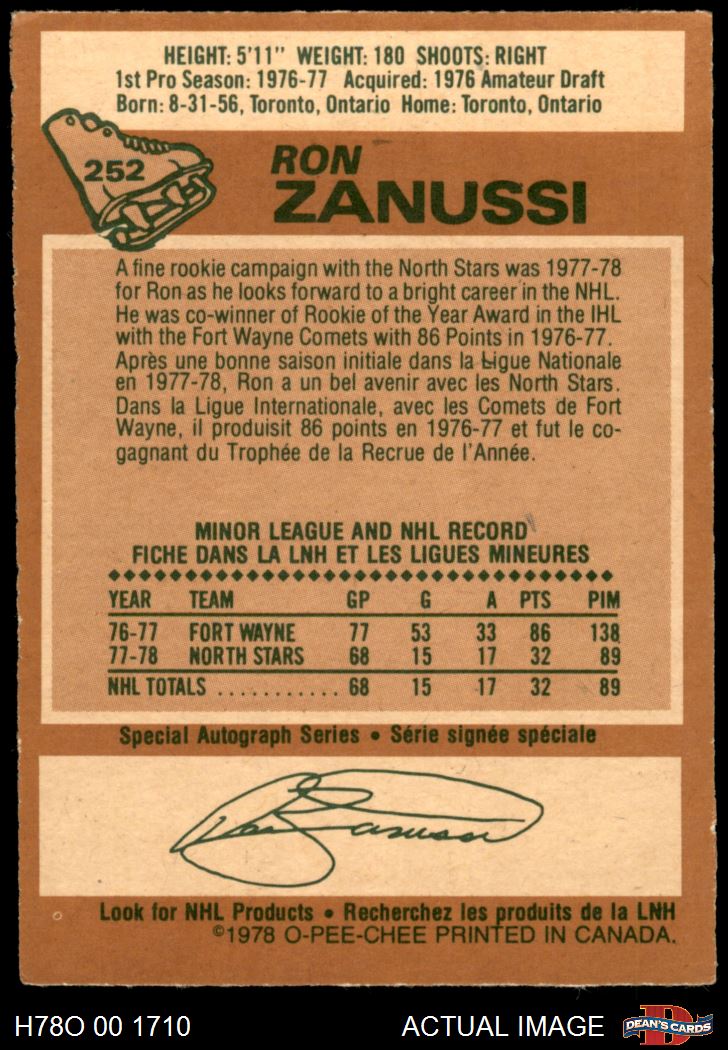 HEIGHT: 5'11" WEIGHT: 180 SHOOTS: RIGHT
1st Pro Season: 1976-77 Acquired: 1976 Amateur Draft
Born: 8-31-56, Toronto, Ontario Home: Toronto, Ontario
252
RON
ZANUSSI
A fine rookie campaign with the North Stars was 1977-78
for Ron as he looks forward to a bright career in the NHL.
He was co-winner of Rookie of the Year Award in the IHL
with the Fort Wayne Comets with 86 Points in 1976-77.
Après une bonne saison initiale dans la Ligue Nationale
en 1977-78, Ron a un bel avenir avec les North Stars.
Dans la Ligue Internationale, avec les Comets de Fort
Wayne, il produisit 86 points en 1976-77 et fut le co-
gagnant du Trophée de la Recrue de l'Année.
MINOR LEAGUE AND NHL RECORD
FICHE DANS LA LNH ET LES LIGUES MINEURES
YEAR TEAM GP G A PTS PIM
76-77 FORT WAYNE 77 53 33 86 138
77-78 NORTH STARS 68 15 17 32 89
NHL TOTALS ........... 68 15 17 32 89
Special Autograph Series • Série signée spéciale
Ron Zanussi
Look for NHL Products • Recherchez les produits de la LNH
©1978 O-PEE-CHEE PRINTED IN CANADA.
H78O 00 1710 ACTUAL IMAGE D DEAN'S CARDS